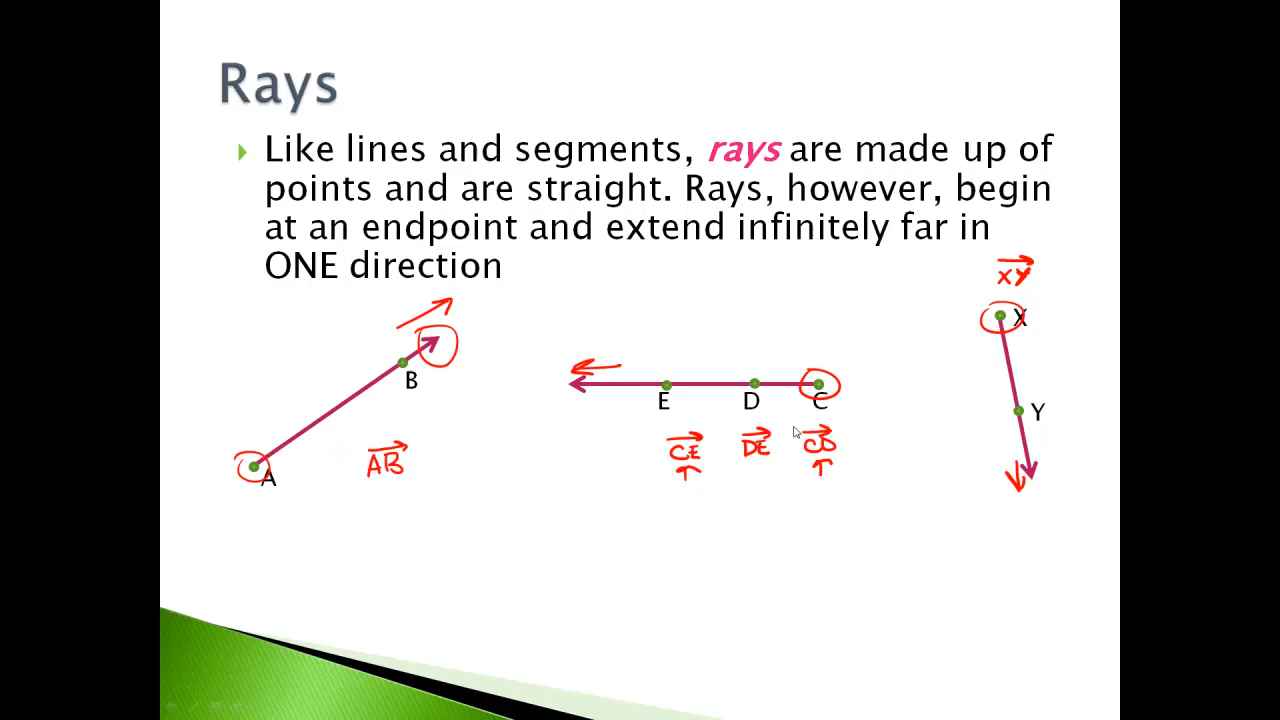 Rays
Like lines and segments, rays are made up of
points and are straight. Rays, however, begin
at an endpoint and extend infinitely far in
ONE direction
XY
X
B
E
D
C
Y
AB
CE
DE
CD
A